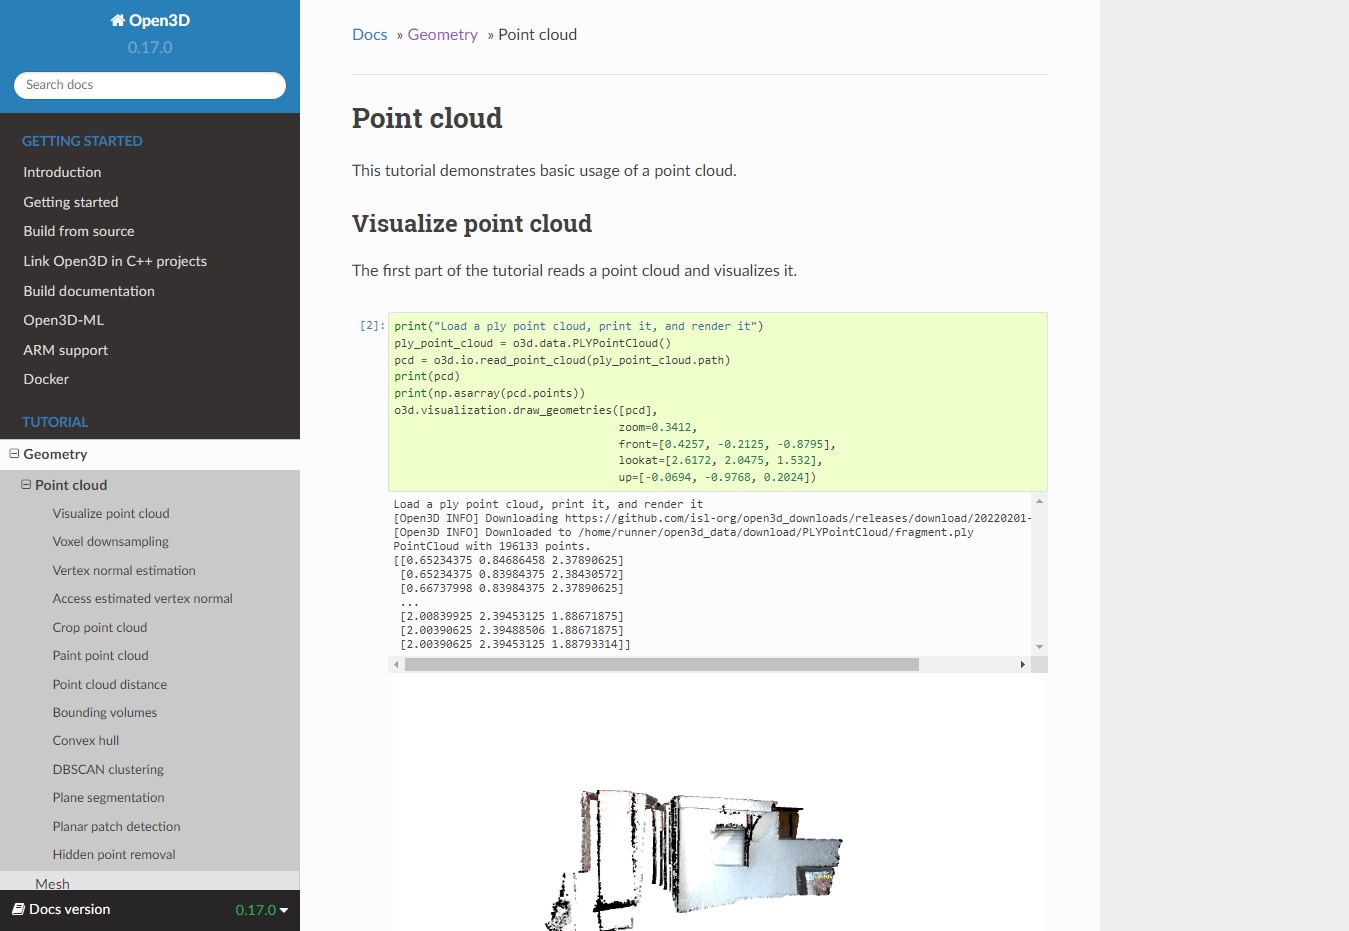 Open3D
0.17.0
Search docs
GETTING STARTED
Introduction
Getting started
Build from source
Link Open3D in C++ projects
Build documentation
Open3D-ML
ARM support
Docker
TUTORIAL
Geometry
Point cloud
Visualize point cloud
Voxel downsampling
Vertex normal estimation
Access estimated vertex normal
Crop point cloud
Paint point cloud
Point cloud distance
Bounding volumes
Convex hull
DBSCAN clustering
Plane segmentation
Planar patch detection
Hidden point removal
Mesh
Docs version 0.17.0
Docs » Geometry » Point cloud
Point cloud
This tutorial demonstrates basic usage of a point cloud.
Visualize point cloud
The first part of the tutorial reads a point cloud and visualizes it.
[2]: print("Load a ply point cloud, print it, and render it")
ply_point_cloud = o3d.data.PLYPointCloud()
pcd = o3d.io.read_point_cloud(ply_point_cloud.path)
print(pcd)
print(np.asarray(pcd.points))
o3d.visualization.draw_geometries([pcd],
zoom=0.3412,
front=[0.4257, -0.2125, -0.8795],
lookat=[2.6172, 2.0475, 1.532],
up=[-0.0694, -0.9768, 0.2024])
Load a ply point cloud, print it, and render it
[Open3D INFO] Downloading https://github.com/isl-org/open3d_downloads/releases/download/20220201-
[Open3D INFO] Downloaded to /home/runner/open3d_data/download/PLYPointCloud/fragment.ply
PointCloud with 196133 points.
[[0.65234375 0.84686458 2.37890625]
[0.65234375 0.83984375 2.38430572]
[0.66737998 0.83984375 2.37890625]
...
[2.00839925 2.39453125 1.88671875]
[2.00390625 2.39488506 1.88671875]
[2.00390625 2.39453125 1.88793314]]